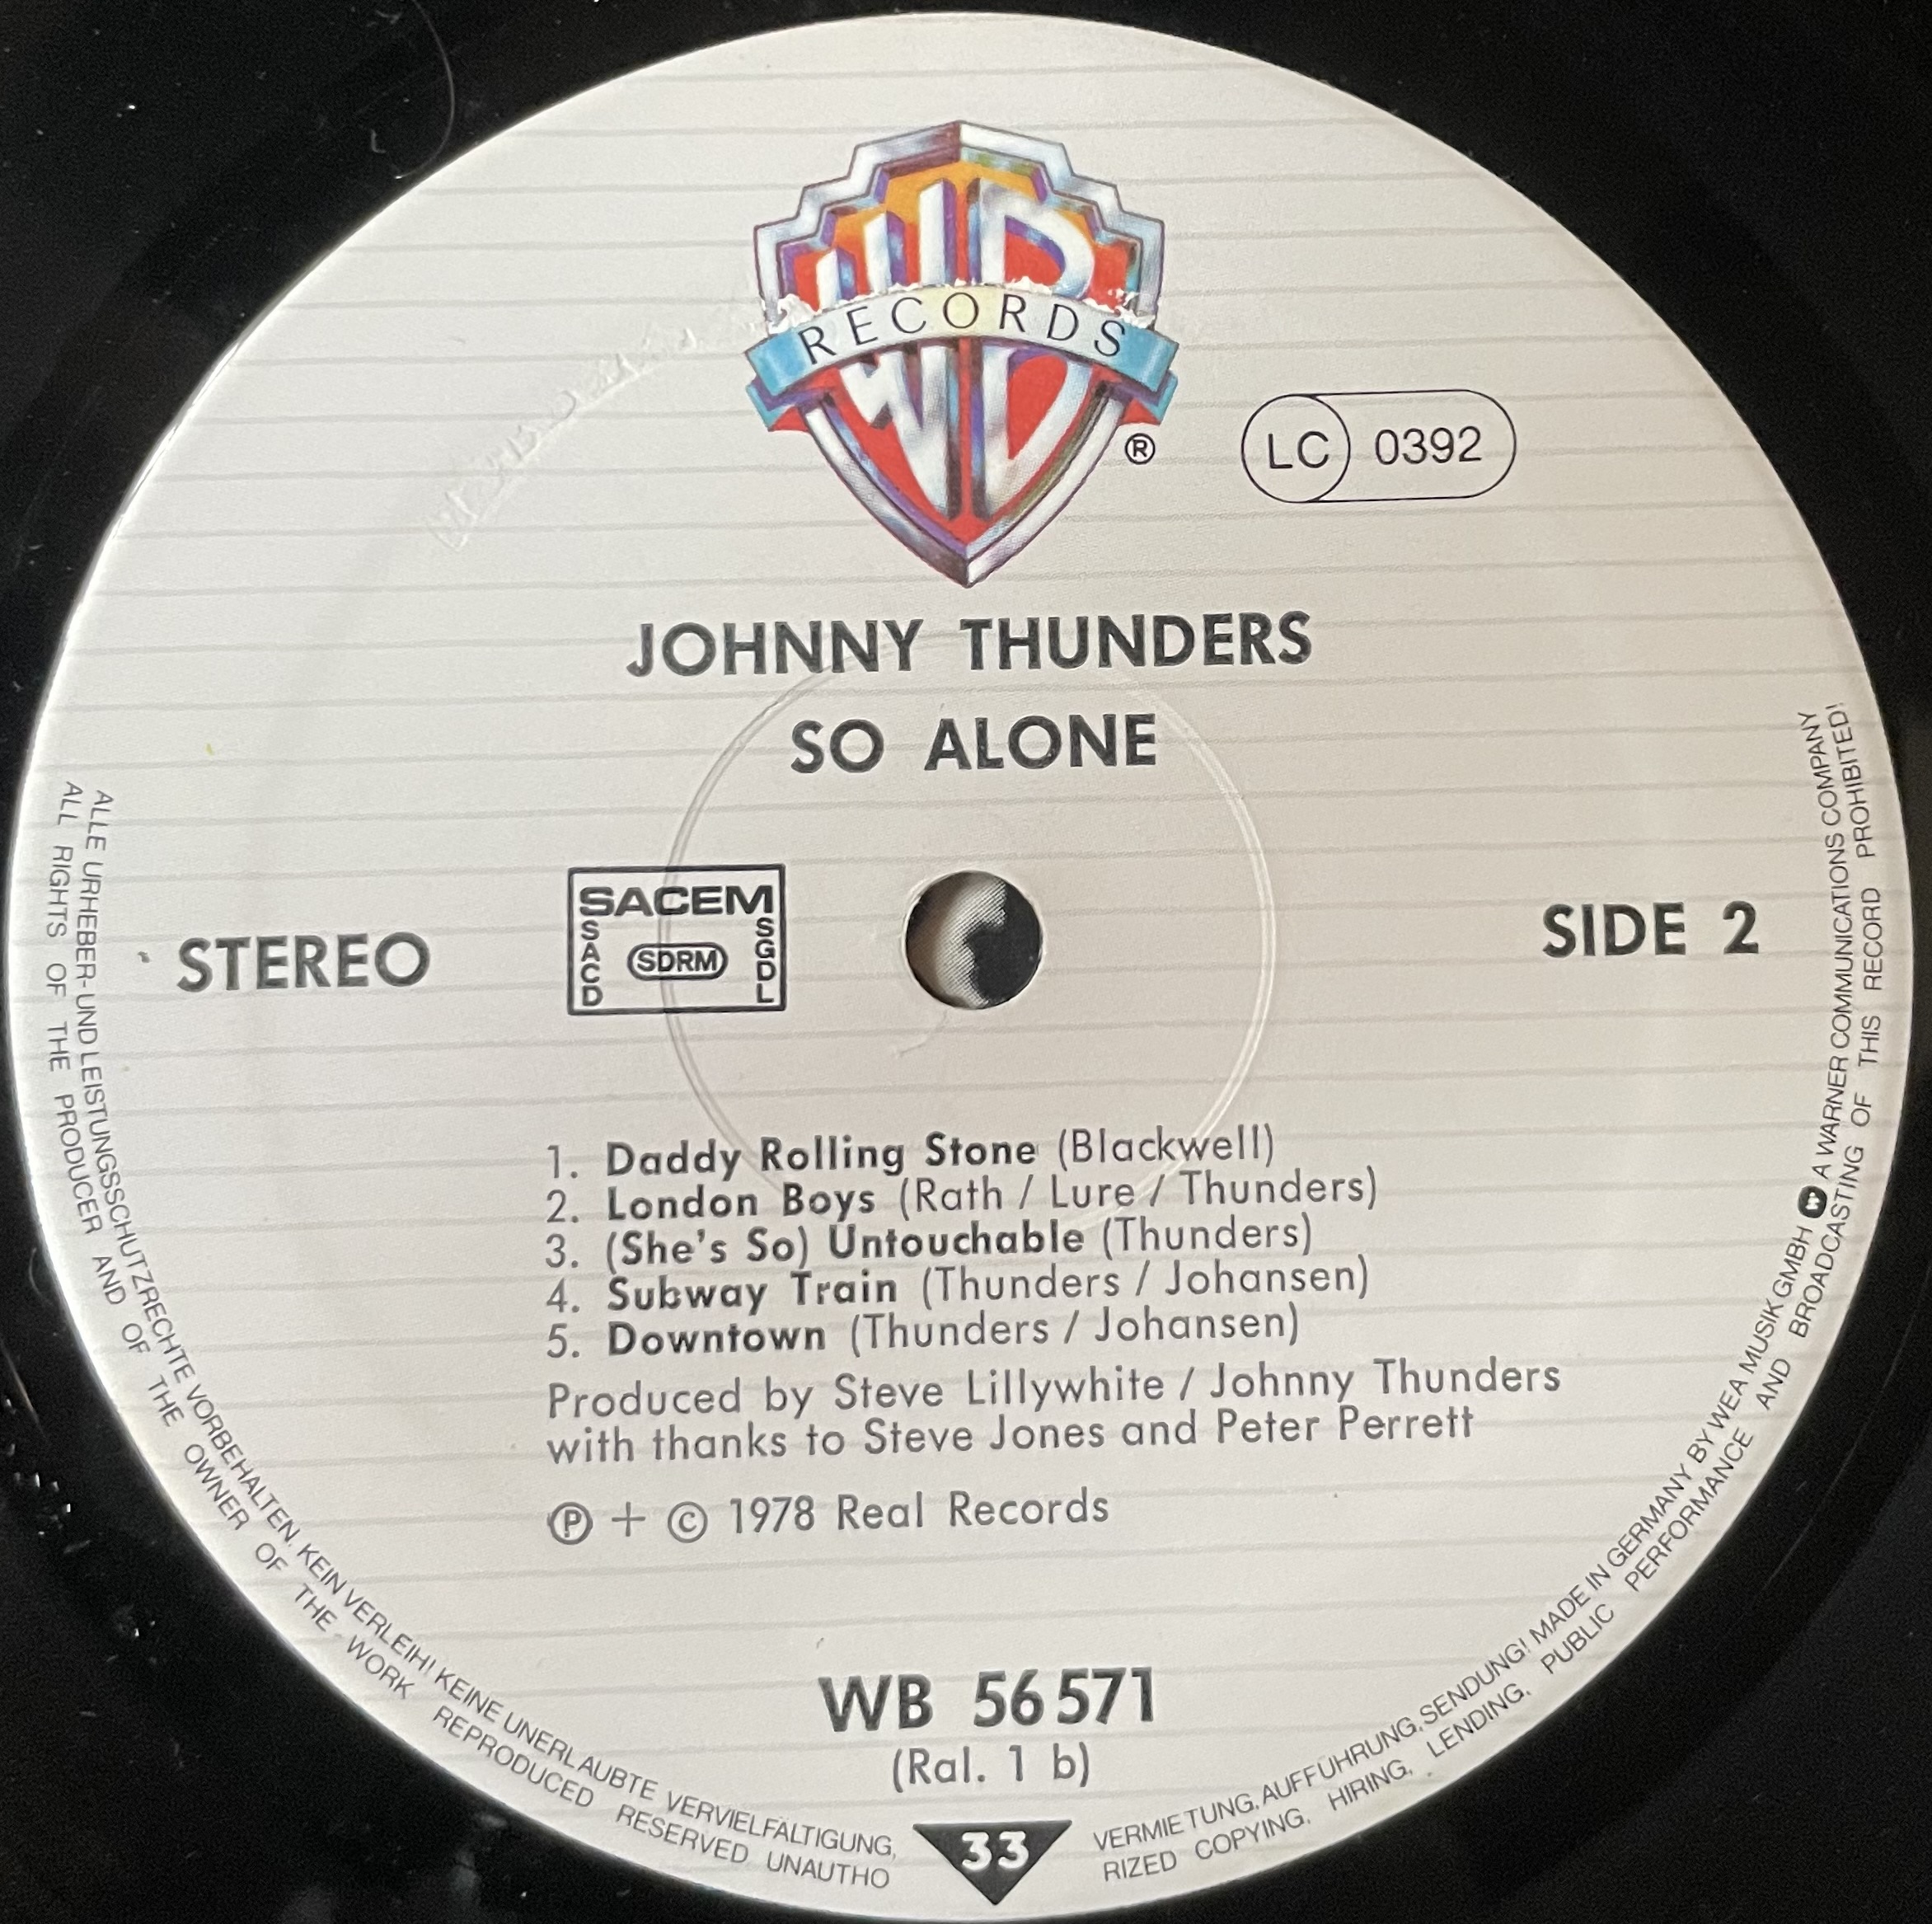 WB
RECORDS
®
LC 0392
JOHNNY THUNDERS
SO ALONE
STEREO
SACEM
SACD
SDRM
SGDL
SIDE 2
1. Daddy Rolling Stone (Blackwell)
2. London Boys (Rath / Lure / Thunders)
3. (She's So) Untouchable (Thunders)
4. Subway Train (Thunders / Johansen)
5. Downtown (Thunders / Johansen)
Produced by Steve Lillywhite / Johnny Thunders
with thanks to Steve Jones and Peter Perrett
Ⓟ + © 1978 Real Records
WB 56 571
(Ral. 1 b)
33
ALLE URHEBER- UND LEISTUNGSSCHUTZRECHTE VORBEHALTEN. KEIN VERLEIH! KEINE UNERLAUBTE VERVIELFÄLTIGUNG, VERMIETUNG, AUFFÜHRUNG, SENDUNG! MADE IN GERMANY BY WEA MUSIK GMBH A WARNER COMMUNICATIONS COMPANY
ALL RIGHTS OF THE PRODUCER AND OF THE OWNER OF THE WORK REPRODUCED RESERVED UNAUTHO RIZED COPYING, HIRING, LENDING, PUBLIC PERFORMANCE AND BROADCASTING OF THIS RECORD PROHIBITED!